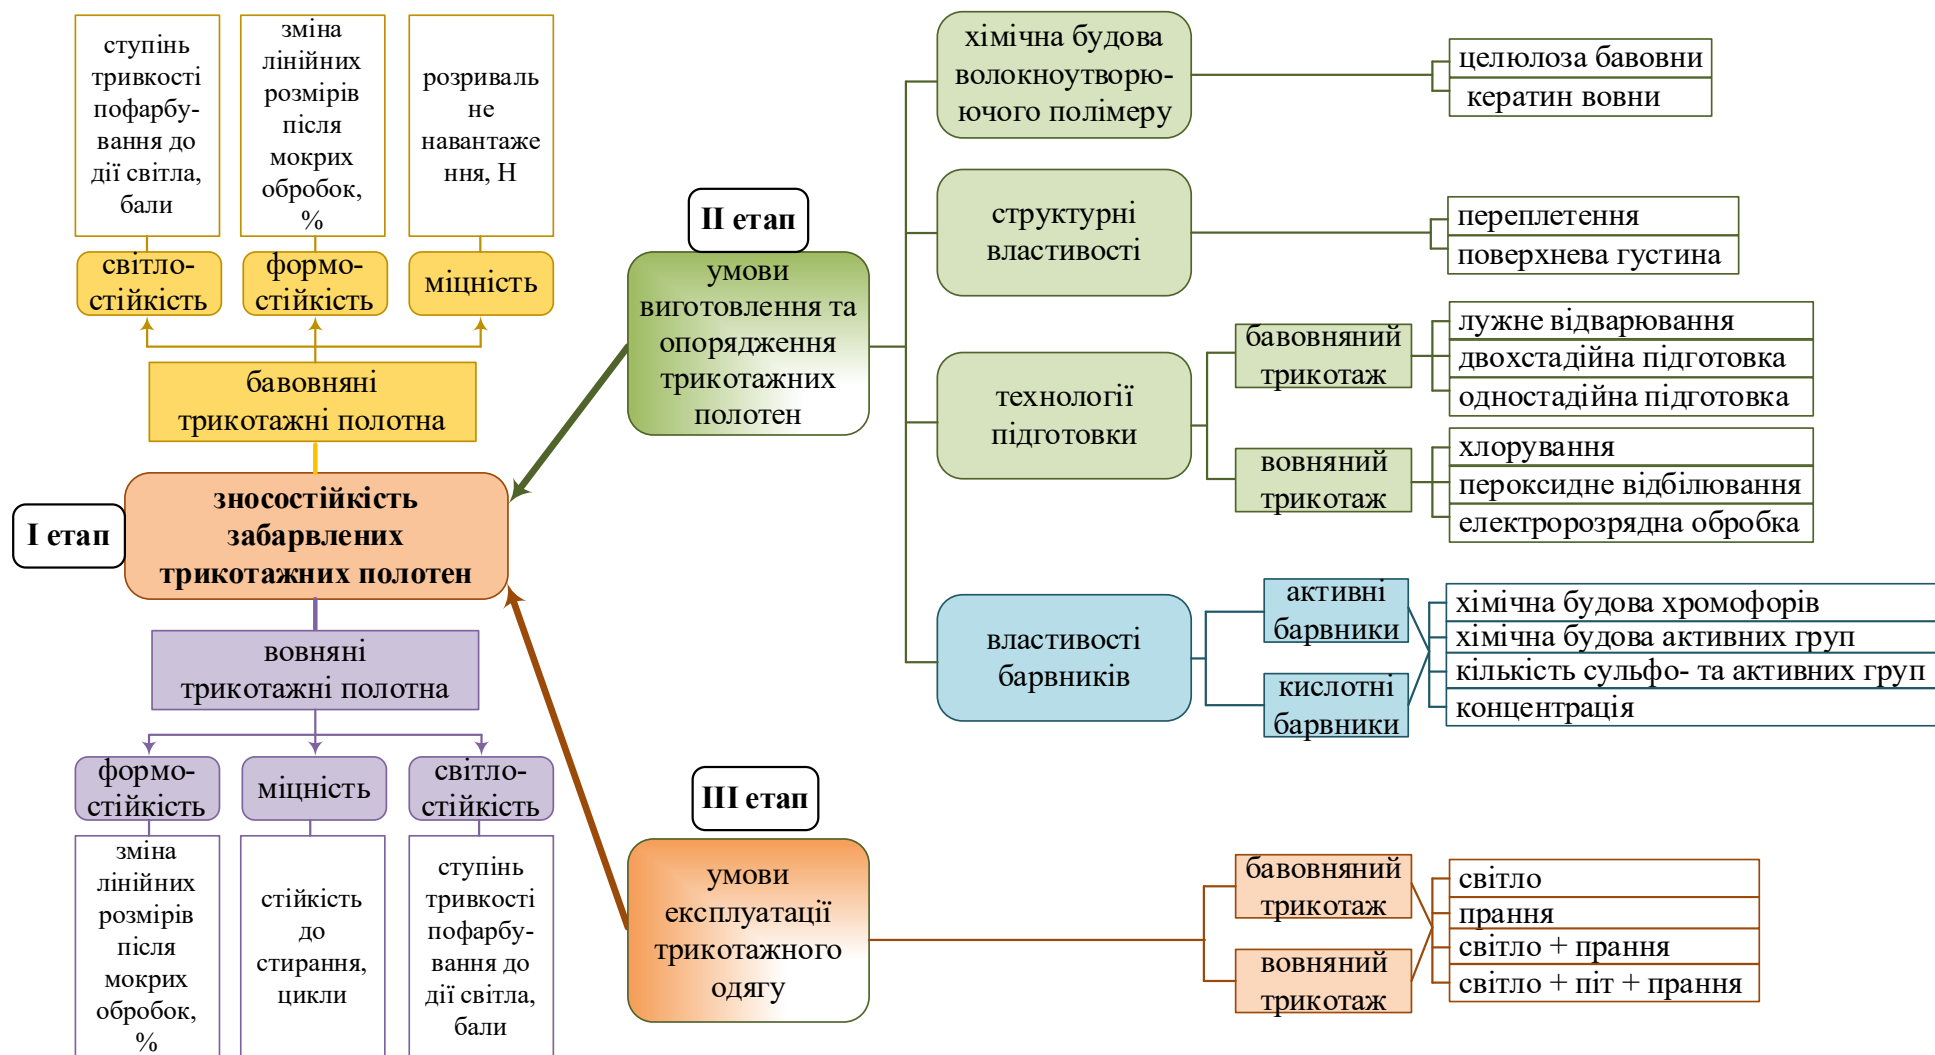 ступінь
тривкості
пофарбу-
вання до
дії світла,
бали
зміна
лінійних
розмірів
після
мокрих
обробок,
%
розриваль
не
навантаже
ння, Н
світло-
стійкість
формо-
стійкість
міцність
бавовняні
трикотажні полотна
І етап
зносостійкість
забарвлених
трикотажних полотен
вовняні
трикотажні полотна
формо-
стійкість
міцність
світло-
стійкість
зміна
лінійних
розмірів
після
мокрих
обробок,
%
стійкість
до
стирання,
цикли
ступінь
тривкості
пофарбу-
вання до
дії світла,
бали
ІІ етап
умови
виготовлення та
опорядження
трикотажних
полотен
хімічна будова
волокноутворю-
ючого полімеру
целюлоза бавовни
кератин вовни
структурні
властивості
переплетення
поверхнева густина
технології
підготовки
бавовняний
трикотаж
лужне відварювання
двохстадійна підготовка
одностадійна підготовка
вовняний
трикотаж
хлорування
пероксидне відбілювання
електророзрядна обробка
властивості
барвників
активні
барвники
кислотні
барвники
хімічна будова хромофорів
хімічна будова активних груп
кількість сульфо- та активних груп
концентрація
ІІІ етап
умови
експлуатації
трикотажного
одягу
бавовняний
трикотаж
вовняний
трикотаж
світло
прання
світло + прання
світло + піт + прання